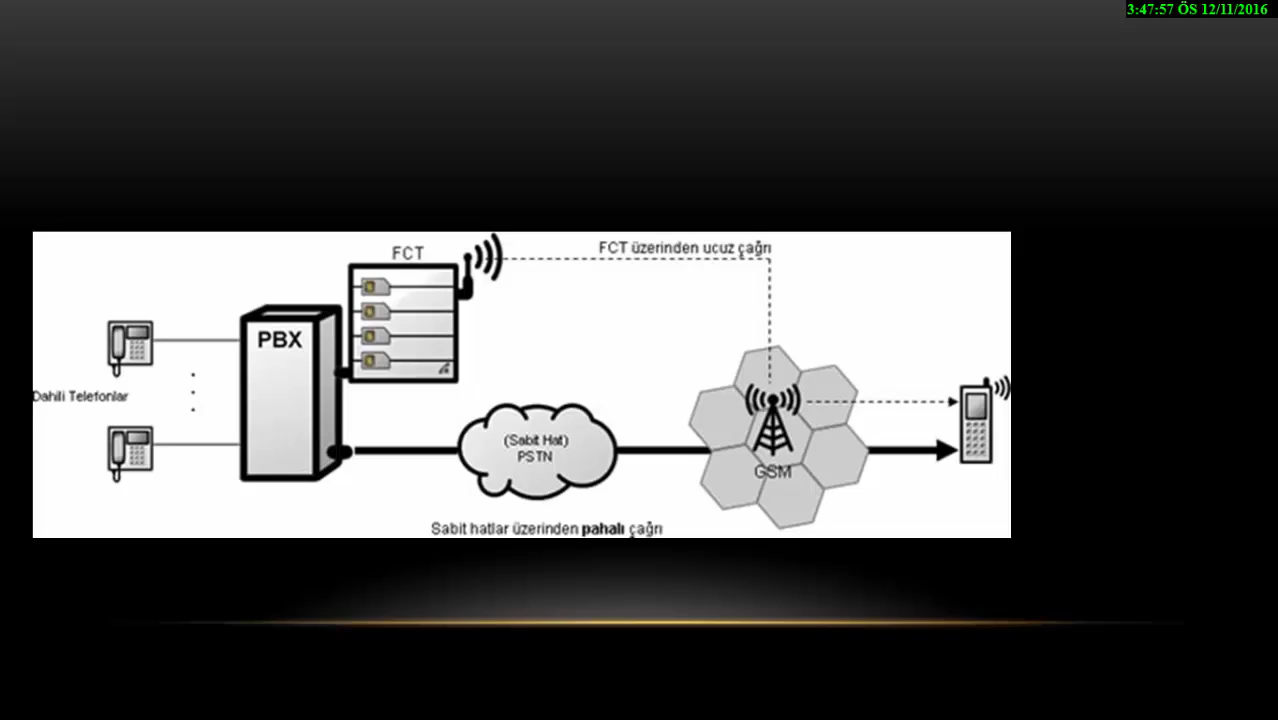 3:47:57 ÖS 12/11/2016
FCT
FCT üzerinden ucuz çağrı
PBX
Dahili Telefonlar
(Sabit Hat)
PSTN
GSM
Sabit hatlar üzerinden pahalı çağrı